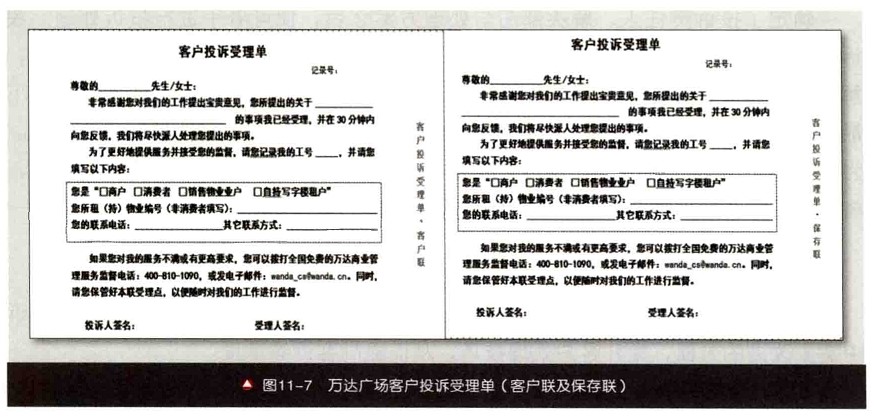 客户投诉受理单
记录号:
尊敬的__________先生/女士:
非常感谢您对我们的工作提出宝贵意见，您所提出的关于__________
__________的事项我已经受理，并在30分钟内
向您反馈，我们将尽快派人处理您提出的事项。
为了更好地提供服务并接受您的监督，请您记录我的工号____，并请您
填写以下内容:
您是“□商户 □消费者 □销售物业业户 □自持写字楼租户”
您所租（持）物业编号（非消费者填写）：__________
您的联系电话：__________其它联系方式：__________
如果您对我的服务不满或有更高要求，您可以拨打全国免费的万达商业管
理服务监督电话：400-810-1090，或发电子邮件：wanda_cs@wanda.cn。同时，
请您保管好本联受理点，以便随时对我们的工作进行监督。
投诉人签名： 受理人签名：
客户投诉受理单·客户联
客户投诉受理单
记录号:
尊敬的__________先生/女士:
非常感谢您对我们的工作提出宝贵意见，您所提出的关于__________
__________的事项我已经受理，并在30分钟内
向您反馈，我们将尽快派人处理您提出的事项。
为了更好地提供服务并接受您的监督，请您记录我的工号____，并请您
填写以下内容:
您是“□商户 □消费者 □销售物业业户 □自持写字楼租户”
您所租（持）物业编号（非消费者填写）：__________
您的联系电话：__________其它联系方式：__________
如果您对我的服务不满或有更高要求，您可以拨打全国免费的万达商业管
理服务监督电话：400-810-1090，或发电子邮件：wanda_cs@wanda.cn。同时，
请您保管好本联受理点，以便随时对我们的工作进行监督。
投诉人签名： 受理人签名：
客户投诉受理单·保存联
图11-7 万达广场客户投诉受理单（客户联及保存联）